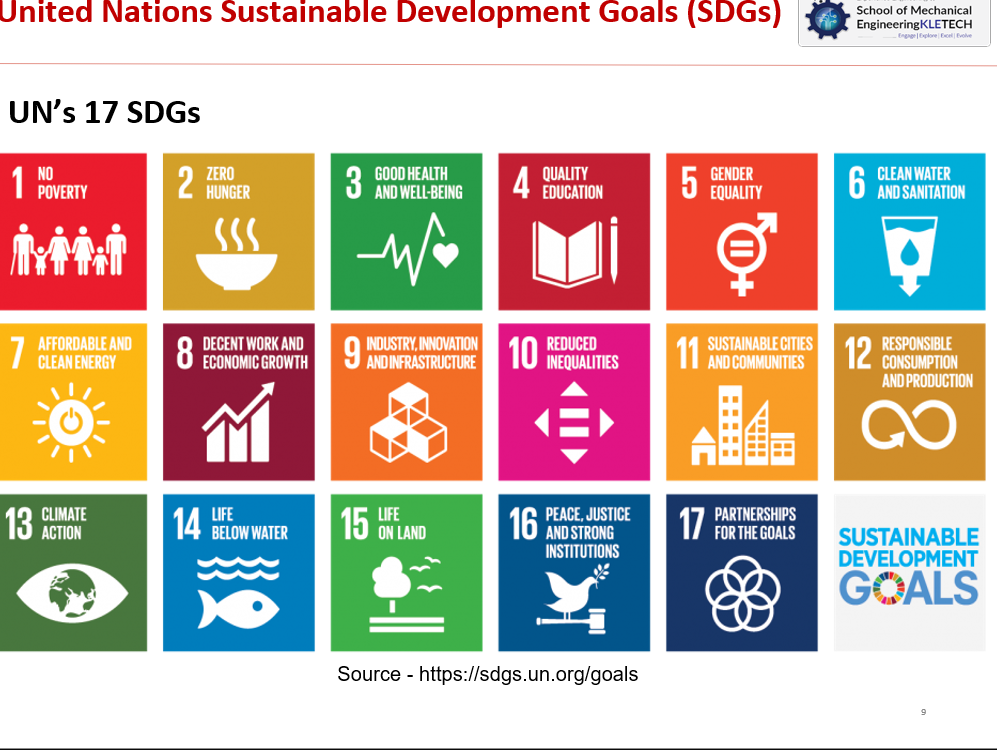 United Nations Sustainable Development Goals (SDGs)
School of Mechanical
EngineeringKLETECH
Engage | Explore | Excel | Evolve
UN's 17 SDGs
1 NO
POVERTY
2 ZERO
HUNGER
3 GOOD HEALTH
AND WELL-BEING
4 QUALITY
EDUCATION
5 GENDER
EQUALITY
6 CLEAN WATER
AND SANITATION
7 AFFORDABLE AND
CLEAN ENERGY
8 DECENT WORK AND
ECONOMIC GROWTH
9 INDUSTRY, INNOVATION
AND INFRASTRUCTURE
10 REDUCED
INEQUALITIES
11 SUSTAINABLE CITIES
AND COMMUNITIES
12 RESPONSIBLE
CONSUMPTION
AND PRODUCTION
13 CLIMATE
ACTION
14 LIFE
BELOW WATER
15 LIFE
ON LAND
16 PEACE, JUSTICE
AND STRONG
INSTITUTIONS
17 PARTNERSHIPS
FOR THE GOALS
SUSTAINABLE
DEVELOPMENT
GOALS
Source - https://sdgs.un.org/goals
9